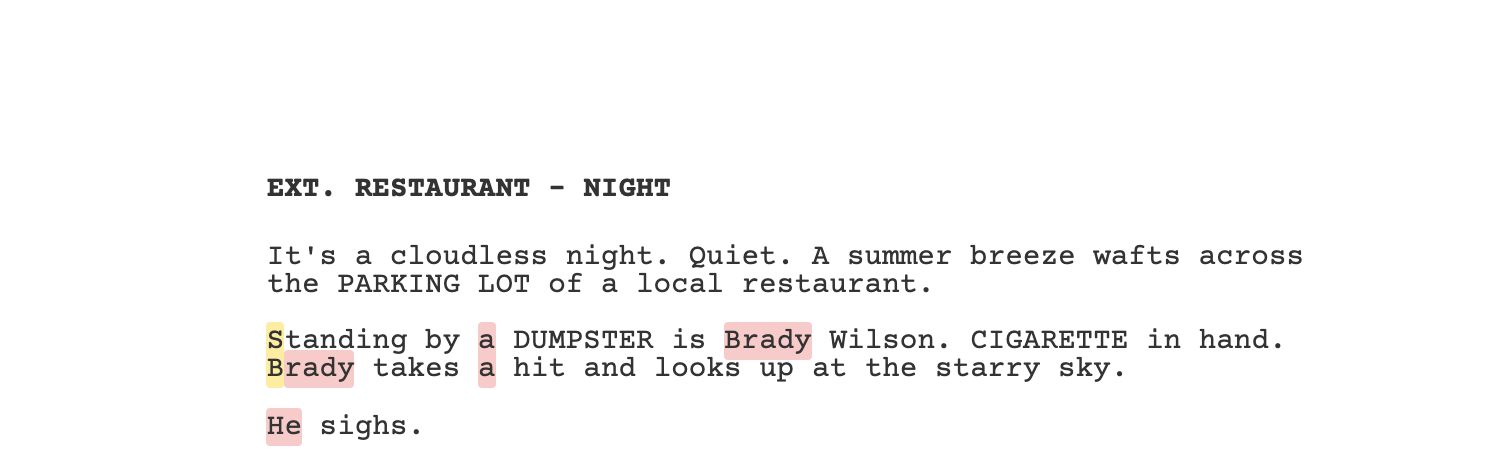 EXT. RESTAURANT - NIGHT
It's a cloudless night. Quiet. A summer breeze wafts across
the PARKING LOT of a local restaurant.
Standing by a DUMPSTER is Brady Wilson. CIGARETTE in hand.
Brady takes a hit and looks up at the starry sky.
He sighs.